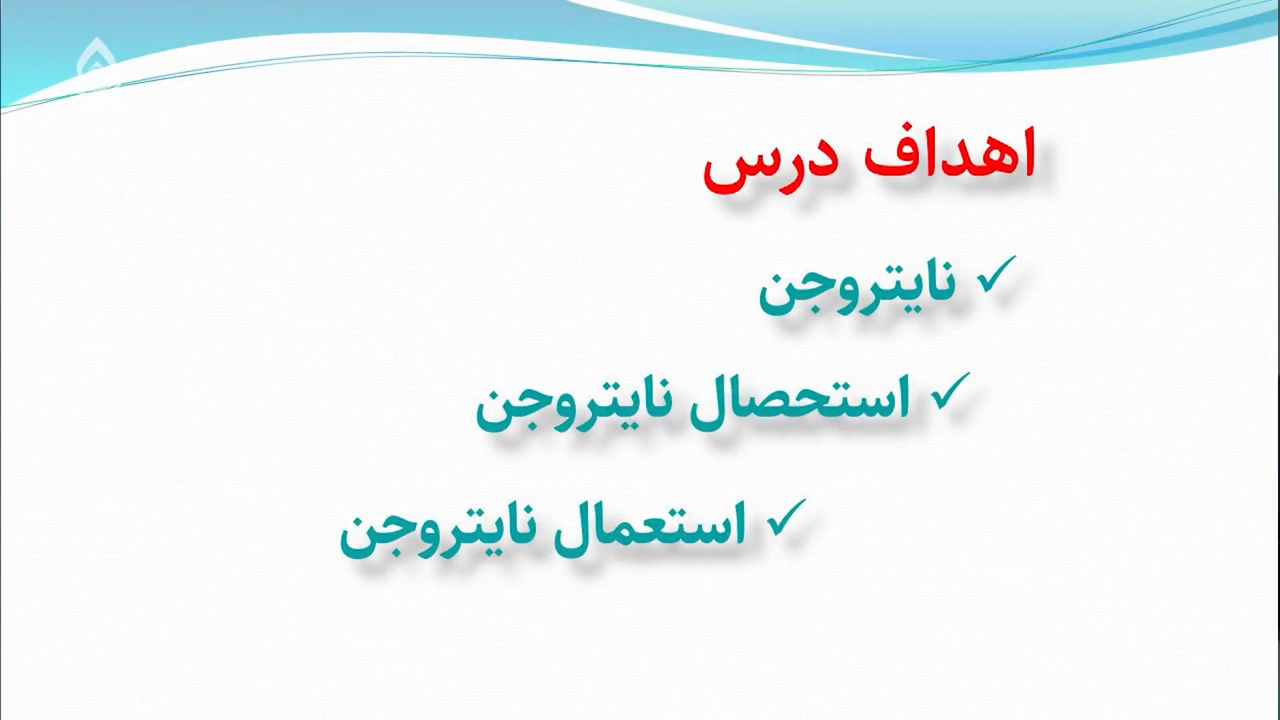 اهداف درس
✓ نایتروجن
✓ استحصال نایتروجن
✓ استعمال نایتروجن